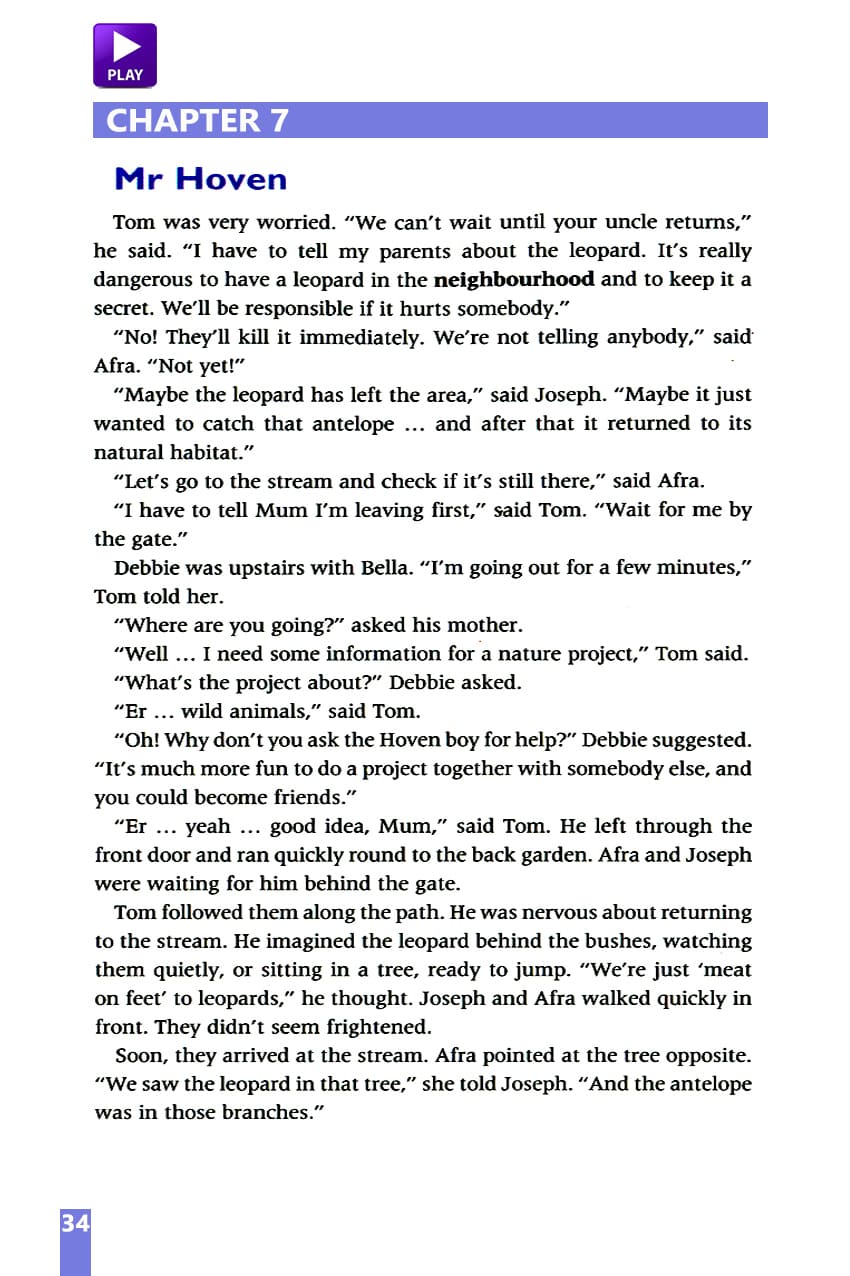 PLAY
CHAPTER 7
Mr Hoven
Tom was very worried. “We can’t wait until your uncle returns,”
he said. “I have to tell my parents about the leopard. It’s really
dangerous to have a leopard in the neighbourhood and to keep it a
secret. We’ll be responsible if it hurts somebody.”
“No! They’ll kill it immediately. We’re not telling anybody,” said
Afra. “Not yet!”
“Maybe the leopard has left the area,” said Joseph. “Maybe it just
wanted to catch that antelope ... and after that it returned to its
natural habitat.”
“Let’s go to the stream and check if it’s still there,” said Afra.
“I have to tell Mum I’m leaving first,” said Tom. “Wait for me by
the gate.”
Debbie was upstairs with Bella. “I’m going out for a few minutes,”
Tom told her.
“Where are you going?” asked his mother.
“Well ... I need some information for a nature project,” Tom said.
“What’s the project about?” Debbie asked.
“Er ... wild animals,” said Tom.
“Oh! Why don’t you ask the Hoven boy for help?” Debbie suggested.
“It’s much more fun to do a project together with somebody else, and
you could become friends.”
“Er ... yeah ... good idea, Mum,” said Tom. He left through the
front door and ran quickly round to the back garden. Afra and Joseph
were waiting for him behind the gate.
Tom followed them along the path. He was nervous about returning
to the stream. He imagined the leopard behind the bushes, watching
them quietly, or sitting in a tree, ready to jump. “We’re just ‘meat
on feet’ to leopards,” he thought. Joseph and Afra walked quickly in
front. They didn’t seem frightened.
Soon, they arrived at the stream. Afra pointed at the tree opposite.
“We saw the leopard in that tree,” she told Joseph. “And the antelope
was in those branches.”
34